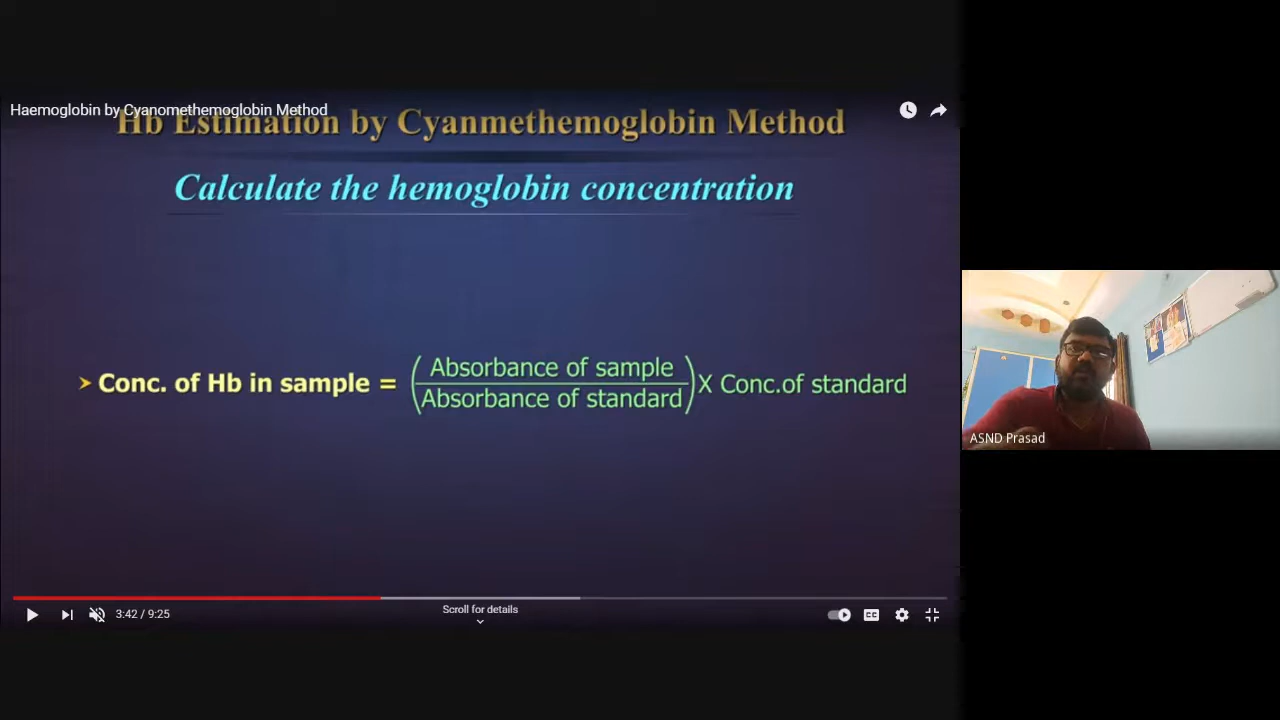 Haemoglobin by Cyanomethemoglobin Method
Hb Estimation by Cyanmethemoglobin Method
Calculate the hemoglobin concentration
➤ Conc. of Hb in sample = (Absorbance of sample
Absorbance of standard) X Conc.of standard
ASND Prasad
Scroll for details
3:42 / 9:25
CC